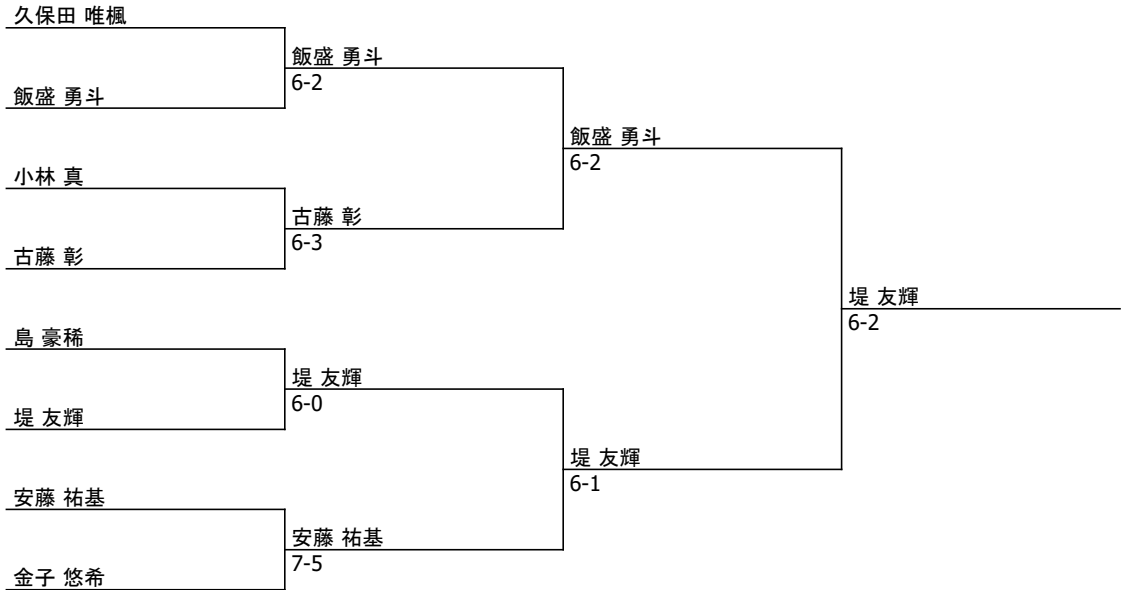 久保田 唯楓
飯盛 勇斗
6-2
飯盛 勇斗
飯盛 勇斗
6-2
小林 真
古藤 彰
6-3
古藤 彰
堤 友輝
6-2
島 豪稀
堤 友輝
6-0
堤 友輝
堤 友輝
6-1
安藤 祐基
安藤 祐基
7-5
金子 悠希